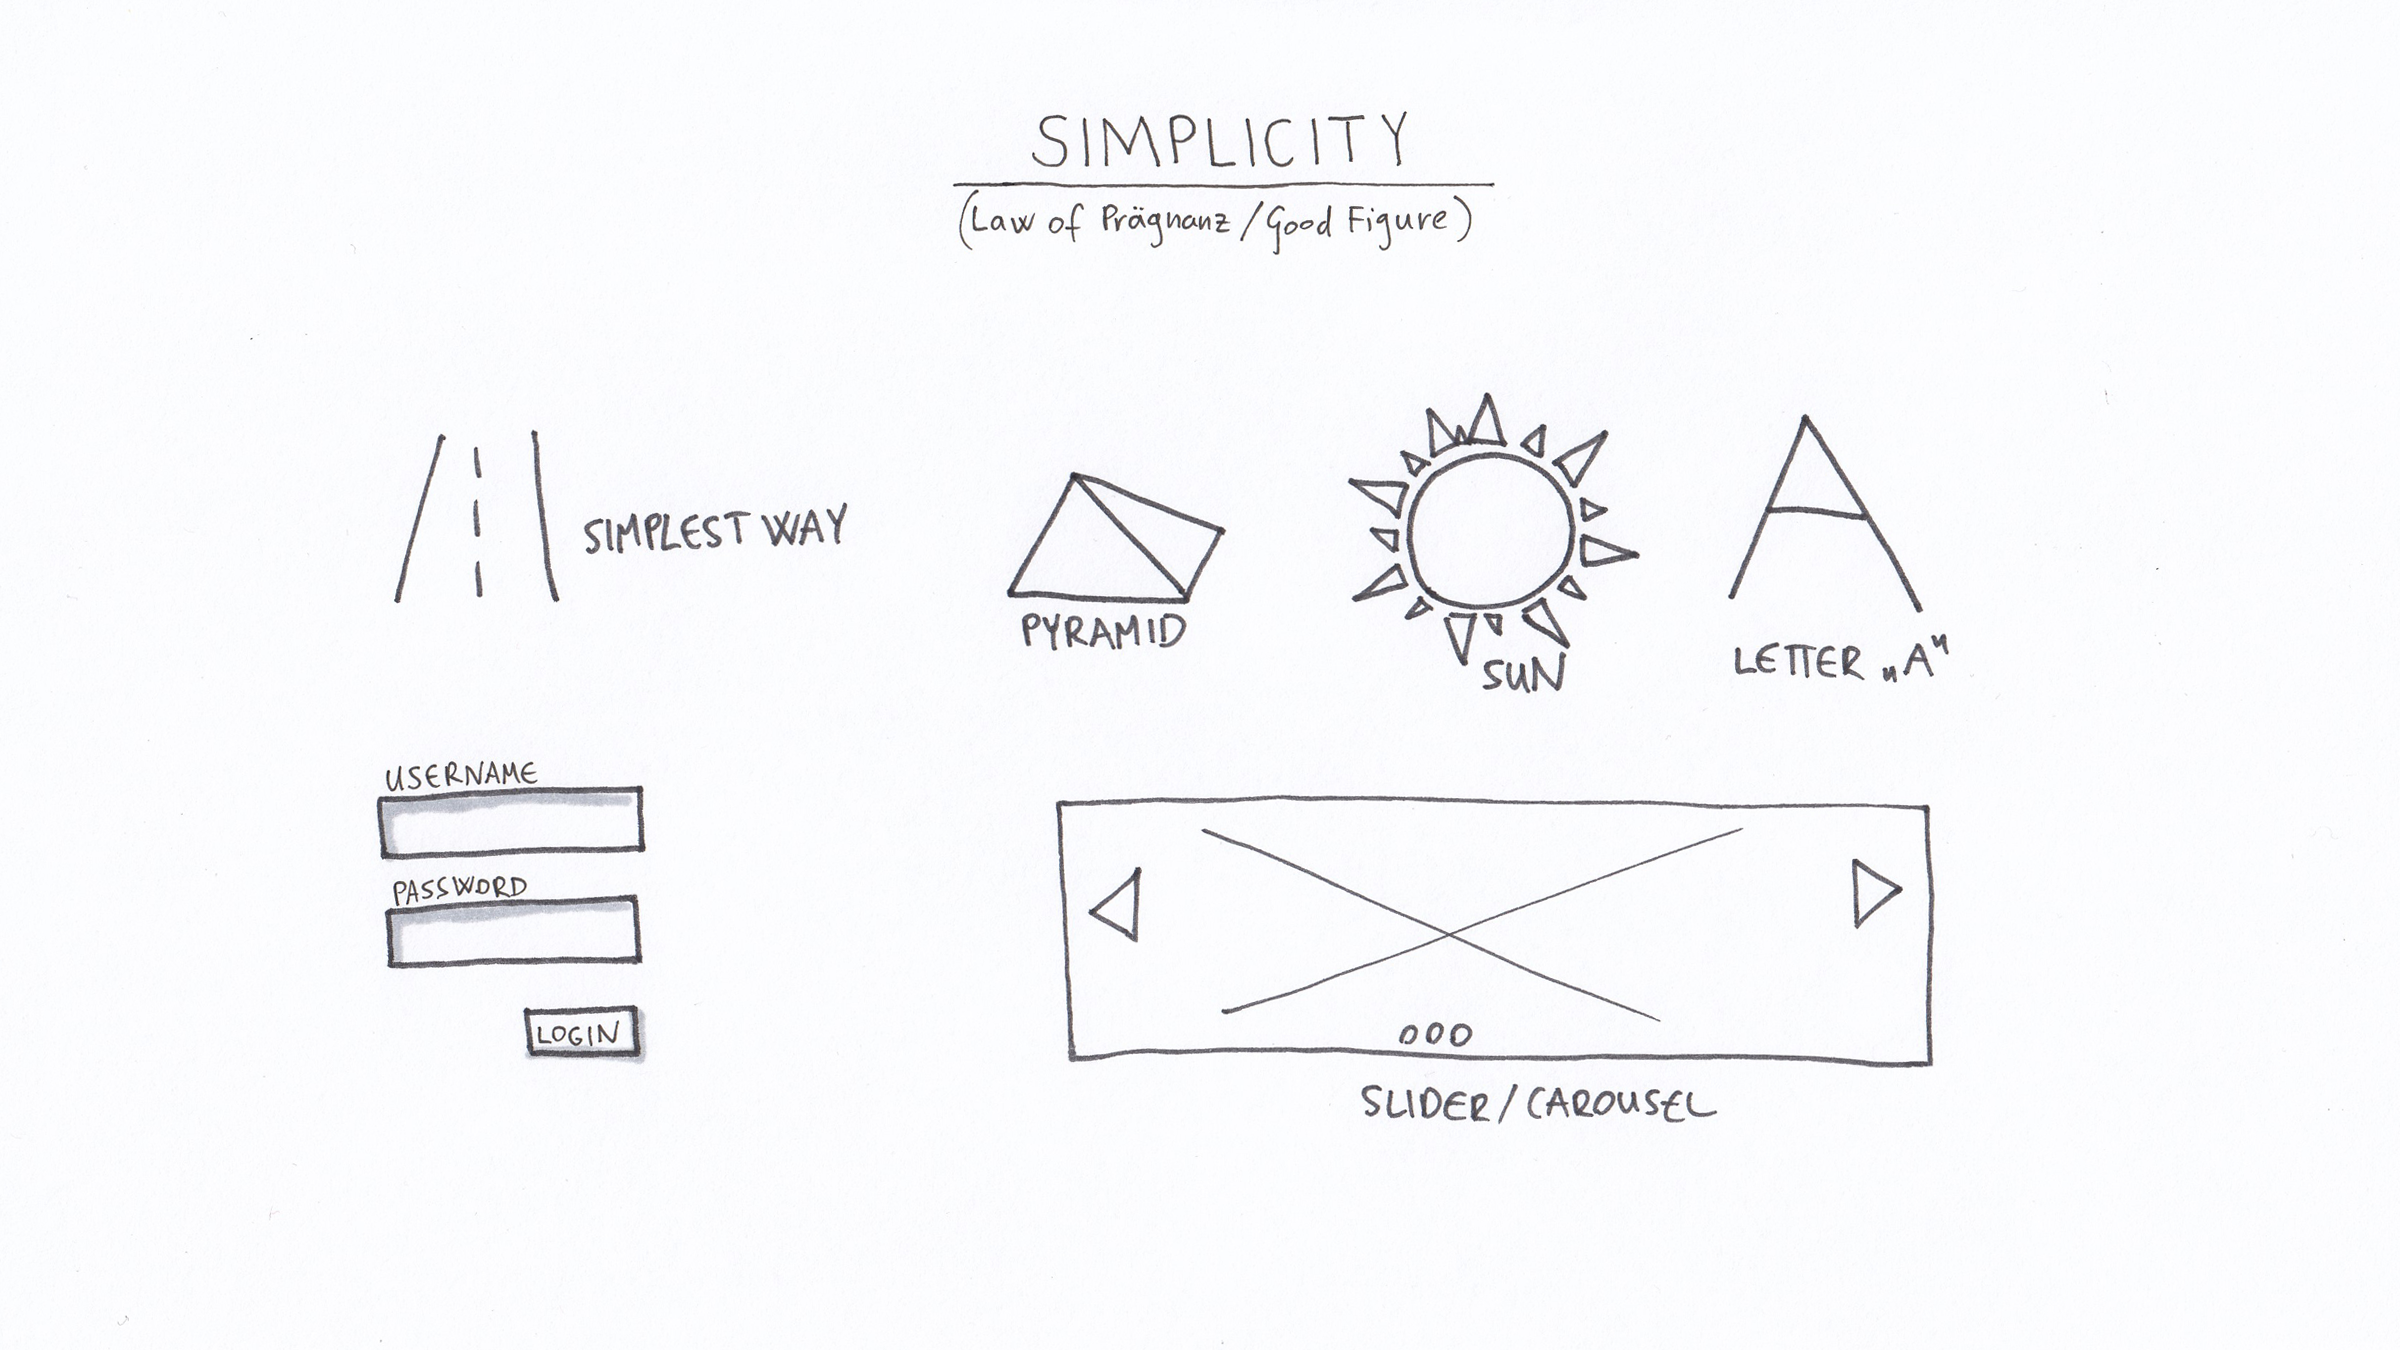 SIMPLICITY
(Law of Prägnanz / Good Figure)
SIMPLEST WAY
PYRAMID
SUN
LETTER „A"
USERNAME
PASSWORD
LOGIN
SLIDER / CAROUSEL